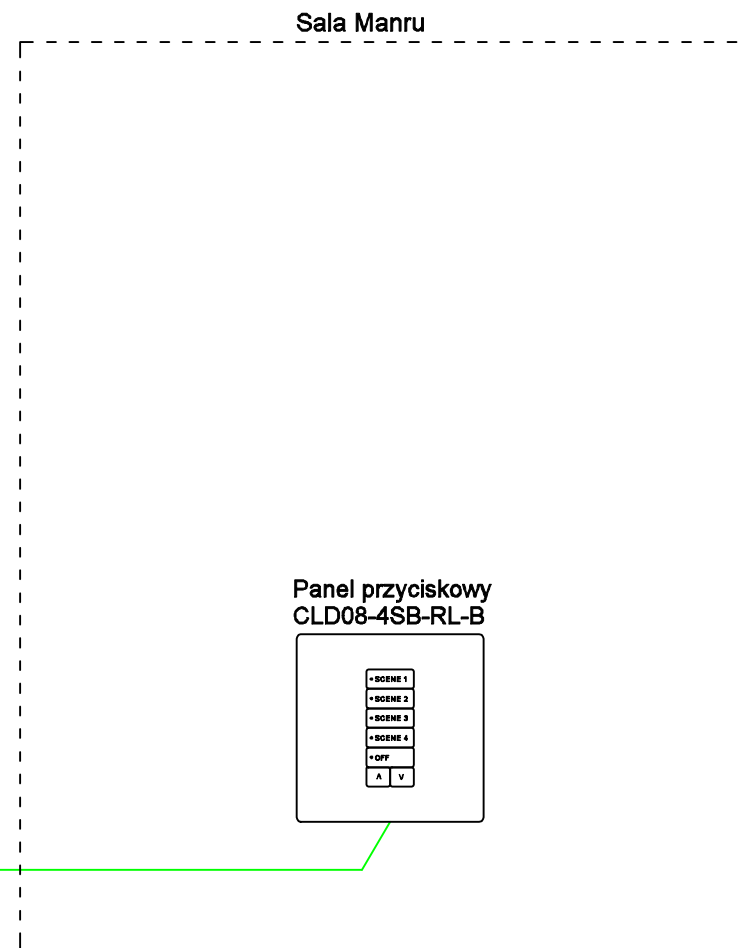 Sala Manru
Panel przyciskowy
CLD08-4SB-RL-B
SCENE 1
SCENE 2
SCENE 3
SCENE 4
OFF
Λ V